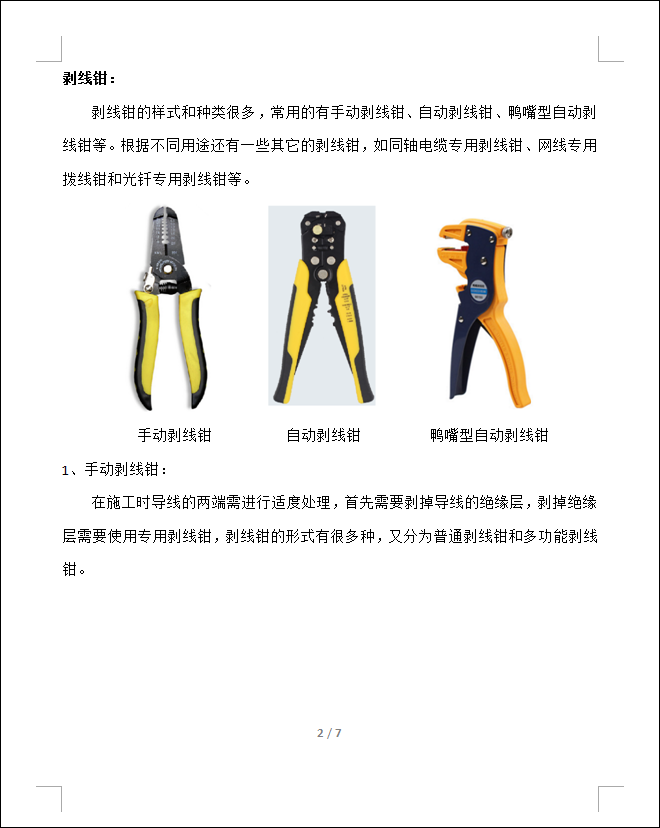 剥线钳：
剥线钳的样式和种类很多，常用的有手动剥线钳、自动剥线钳、鸭嘴型自动剥
线钳等。根据不同用途还有一些其它的剥线钳，如同轴电缆专用剥线钳、网线专用
拨线钳和光钎专用剥线钳等。
手动剥线钳 自动剥线钳 鸭嘴型自动剥线钳
1、手动剥线钳：
在施工时导线的两端需进行适度处理，首先需要剥掉导线的绝缘层，剥掉绝缘
层需要使用专用剥线钳，剥线钳的形式有很多种，又分为普通剥线钳和多功能剥线
钳。
2 / 7